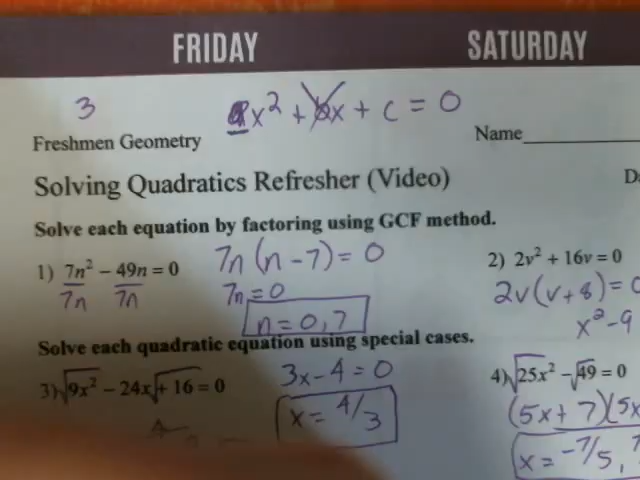 FRIDAY SATURDAY
3 ax² + bx + c = 0
Freshmen Geometry Name
Solving Quadratics Refresher (Video)
Solve each equation by factoring using GCF method.
1) 7n² − 49n = 0 7n (n − 7) = 0 2) 2v² + 16v = 0
7n 7n 7n = 0 2v(v + 8) = 0
n = 0, 7 x² − 9
Solve each quadratic equation using special cases.
3) √9x² − 24x √+ 16 = 0 3x − 4 = 0 4) √25x² − √49 = 0
x = 4/3 (5x + 7)(5x
x = −7/5,